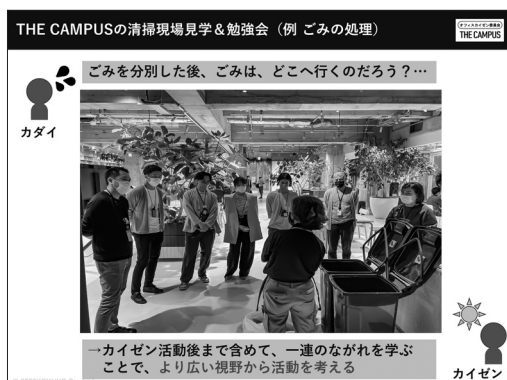 THE CAMPUSの清掃現場見学&勉強会（例 ごみの処理）
オフィスカイゼン委員会
THE CAMPUS
ごみを分別した後、ごみは、どこへ行くのだろう？…
カダイ
→カイゼン活動後まで含めて、一連のながれを学ぶ
ことで、より広い視野から活動を考える
カイゼン